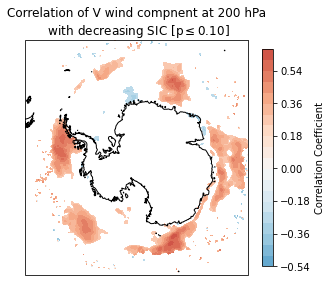 Correlation of V wind compnent at 200 hPa
with decreasing SIC [p ≤ 0.10]
0.54
0.36
0.18
0.00
−0.18
−0.36
−0.54
Correlation Coefficient